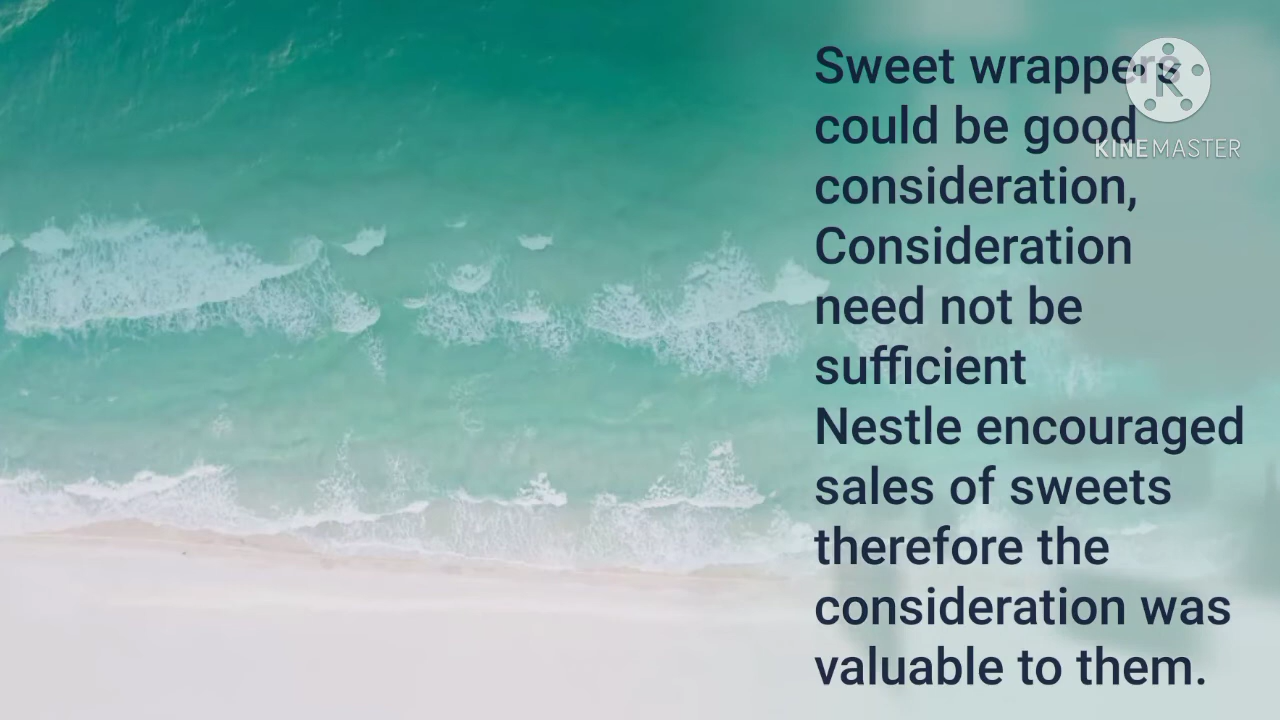 Sweet wrappers
could be good
consideration,
Consideration
need not be
sufficient
Nestle encouraged
sales of sweets
therefore the
consideration was
valuable to them.
K
KINEMASTER